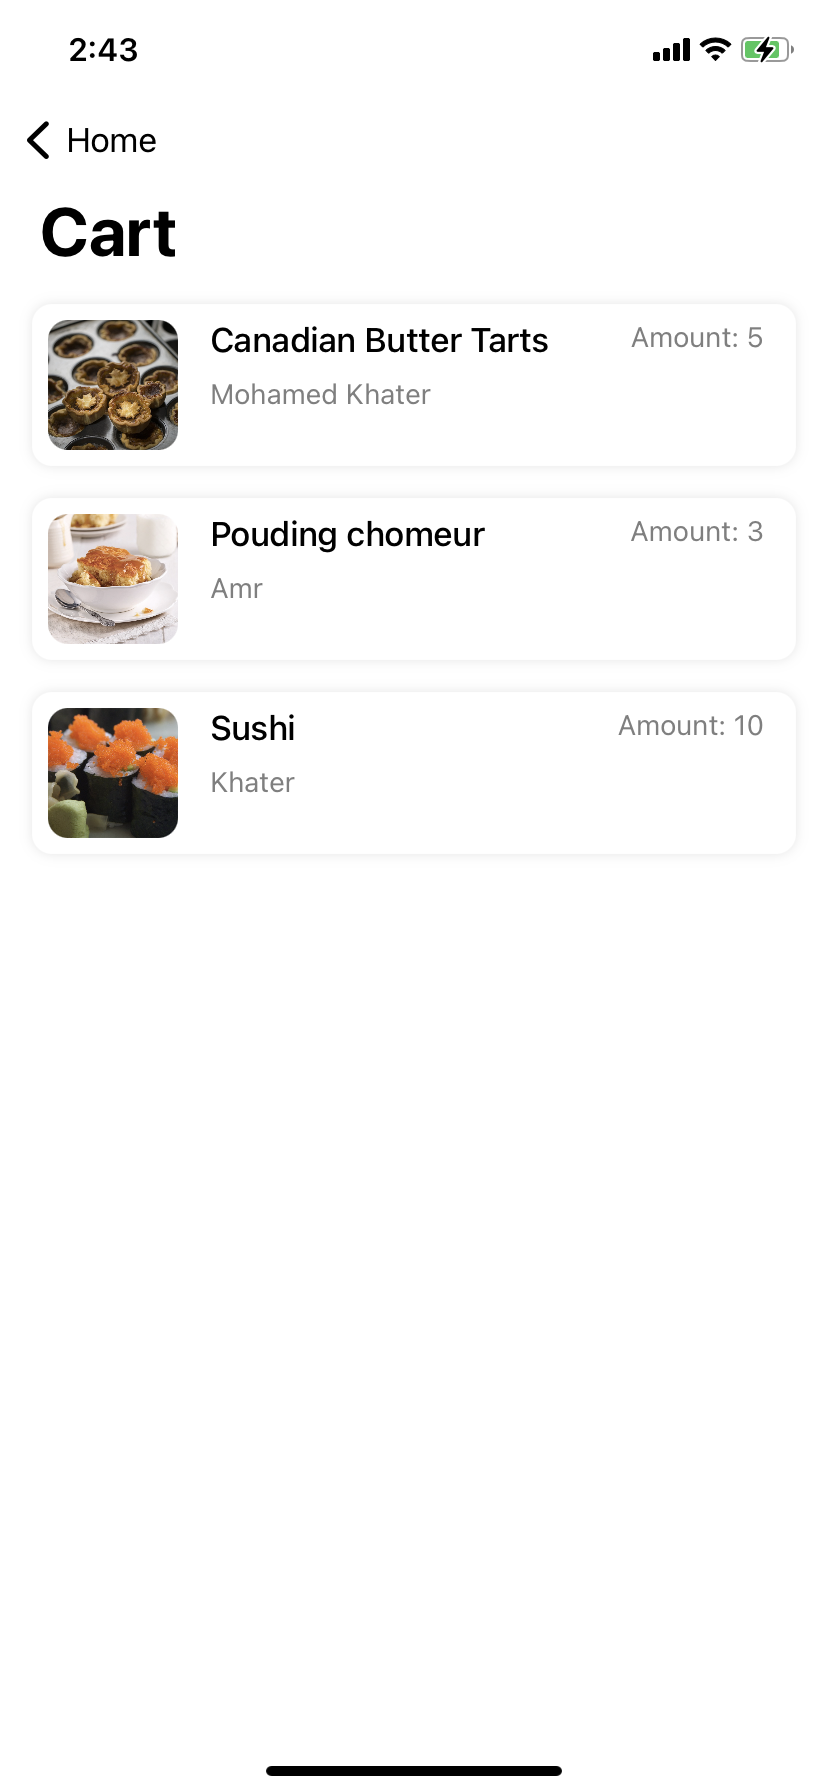 2:43
Home
Cart
Canadian Butter Tarts
Amount: 5
Mohamed Khater
Pouding chomeur
Amount: 3
Amr
Sushi
Amount: 10
Khater